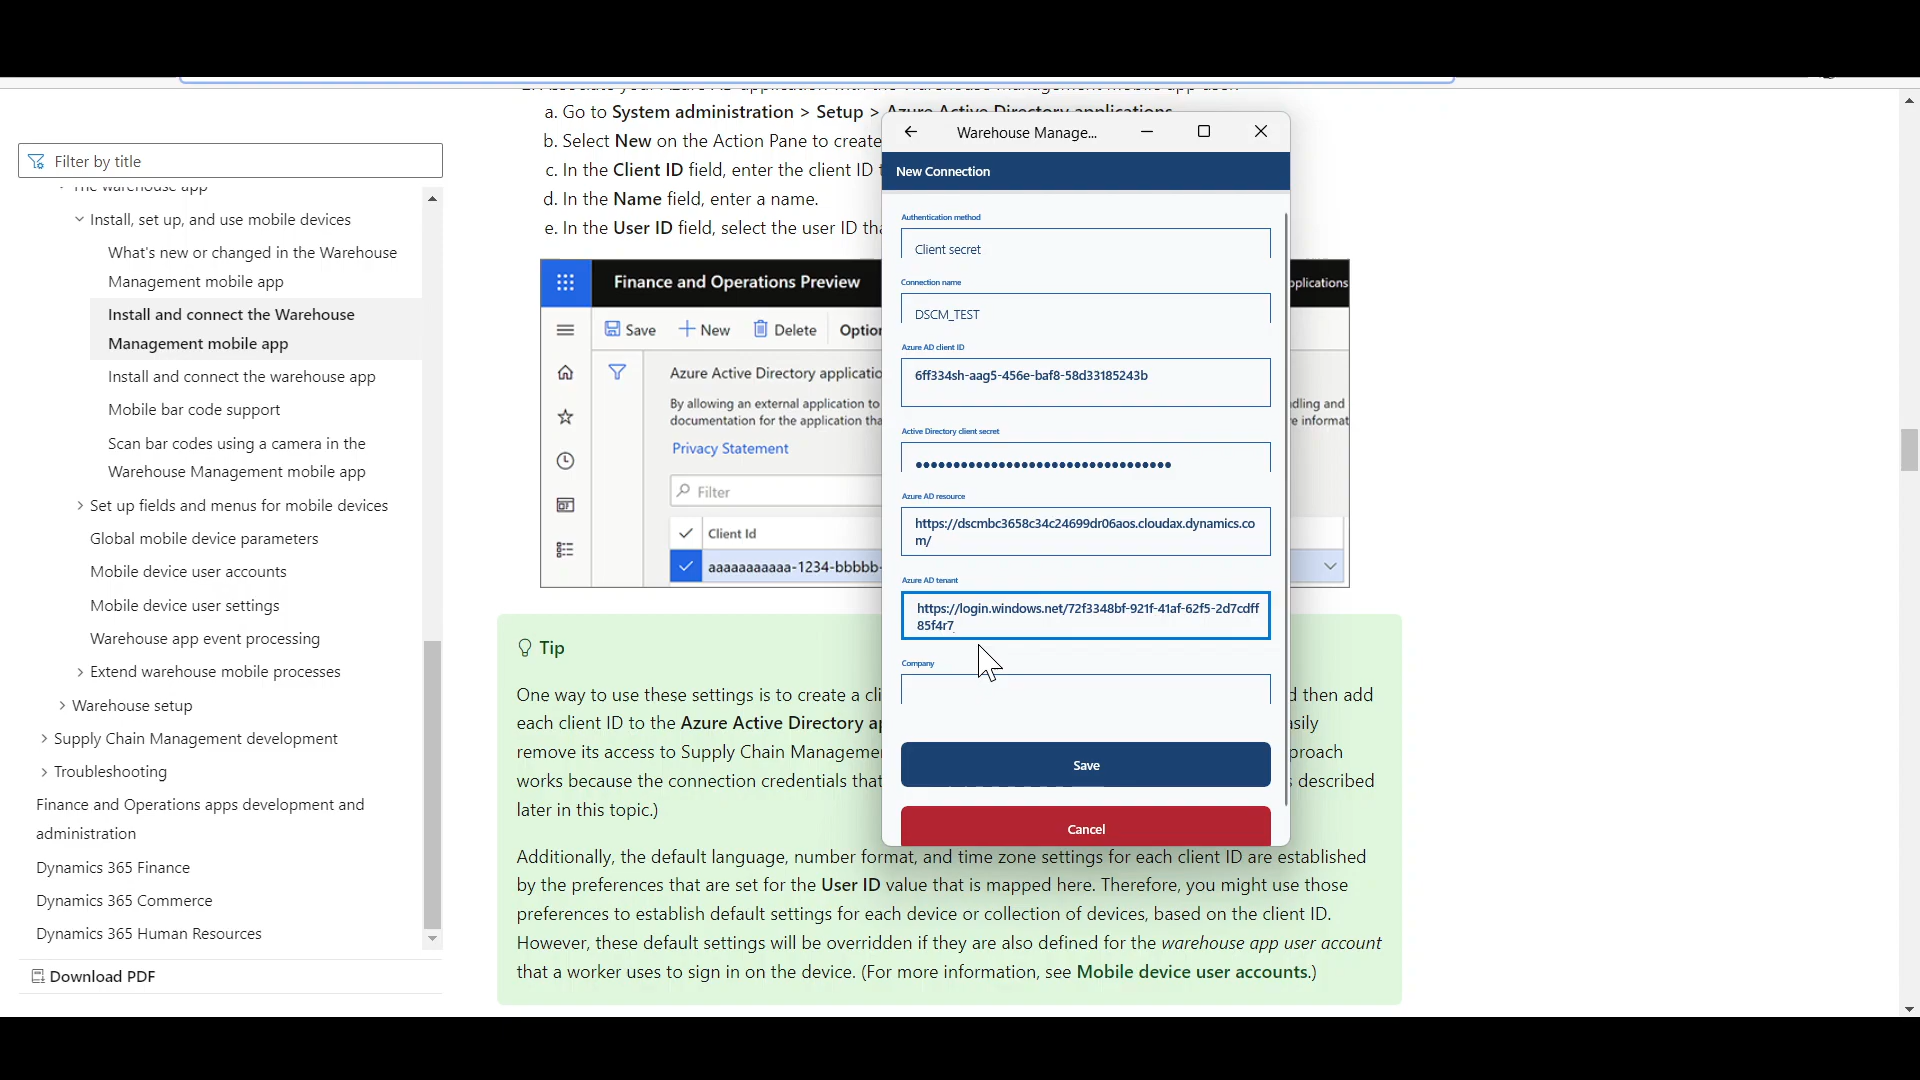 Filter by title
The warehouse app
Install, set up, and use mobile devices
What's new or changed in the Warehouse
Management mobile app
Install and connect the Warehouse
Management mobile app
Install and connect the warehouse app
Mobile bar code support
Scan bar codes using a camera in the
Warehouse Management mobile app
Set up fields and menus for mobile devices
Global mobile device parameters
Mobile device user accounts
Mobile device user settings
Warehouse app event processing
Extend warehouse mobile processes
Warehouse setup
Supply Chain Management development
Troubleshooting
Finance and Operations apps development and
administration
Dynamics 365 Finance
Dynamics 365 Commerce
Dynamics 365 Human Resources
Download PDF
a. Go to System administration > Setup > Azure Active Directory applications
b. Select New on the Action Pane to create
c. In the Client ID field, enter the client ID
d. In the Name field, enter a name.
e. In the User ID field, select the user ID
Finance and Operations Preview
Save
New
Delete
Azure Active Directory
By allowing an external application to
documentation for the application
Privacy Statement
Filter
Client Id
aaaaaaaaaaa-1234-bbbbb-
Tip
One way to use these settings is to create a
then add
each client ID to the Azure Active Directory
remove its access to Supply Chain
works because the connection credentials
described
later in this topic.)
Additionally, the default language, number format, and time zone settings for each client ID are established
by the preferences that are set for the User ID value that is mapped here. Therefore, you might use those
preferences to establish default settings for each device or collection of devices, based on the client ID.
However, these default settings will be overridden if they are also defined for the warehouse app user account
that a worker uses to sign in on the device. (For more information, see Mobile device user accounts.)
Warehouse Manage...
New Connection
Authentication method
Client secret
Connection name
DSCM_TEST
Azure AD client ID
6ff334sh-aag5-456e-baf8-58d33185243b
Active Directory client secret
Azure AD resource
https://dscmbc3658c34c24699dr06aos.cloudax.dynamics.co
m/
Azure AD tenant
https://login.windows.net/72f3348bf-921f-41af-62f5-2d7cdff
85f4r7
Company
Save
Cancel